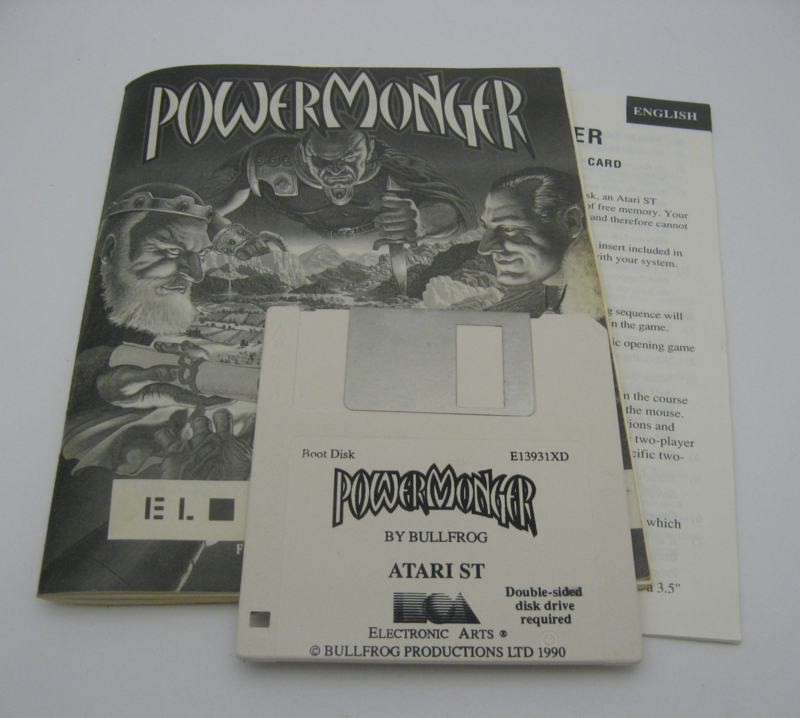 POWERMONGER
ENGLISH
ER
CARD
sk, an Atari ST
of free memory. Your
and therefore cannot
insert included in
with your system.
g sequence will
n the game.
ic opening game
n the course
the mouse.
ions and
two-player
cific two-
which
a 3.5"
EL
F
Boot Disk E13931XD
POWERMONGER
BY BULLFROG
ATARI ST
Double-sided
disk drive
required
ELECTRONIC ARTS ®
© BULLFROG PRODUCTIONS LTD 1990